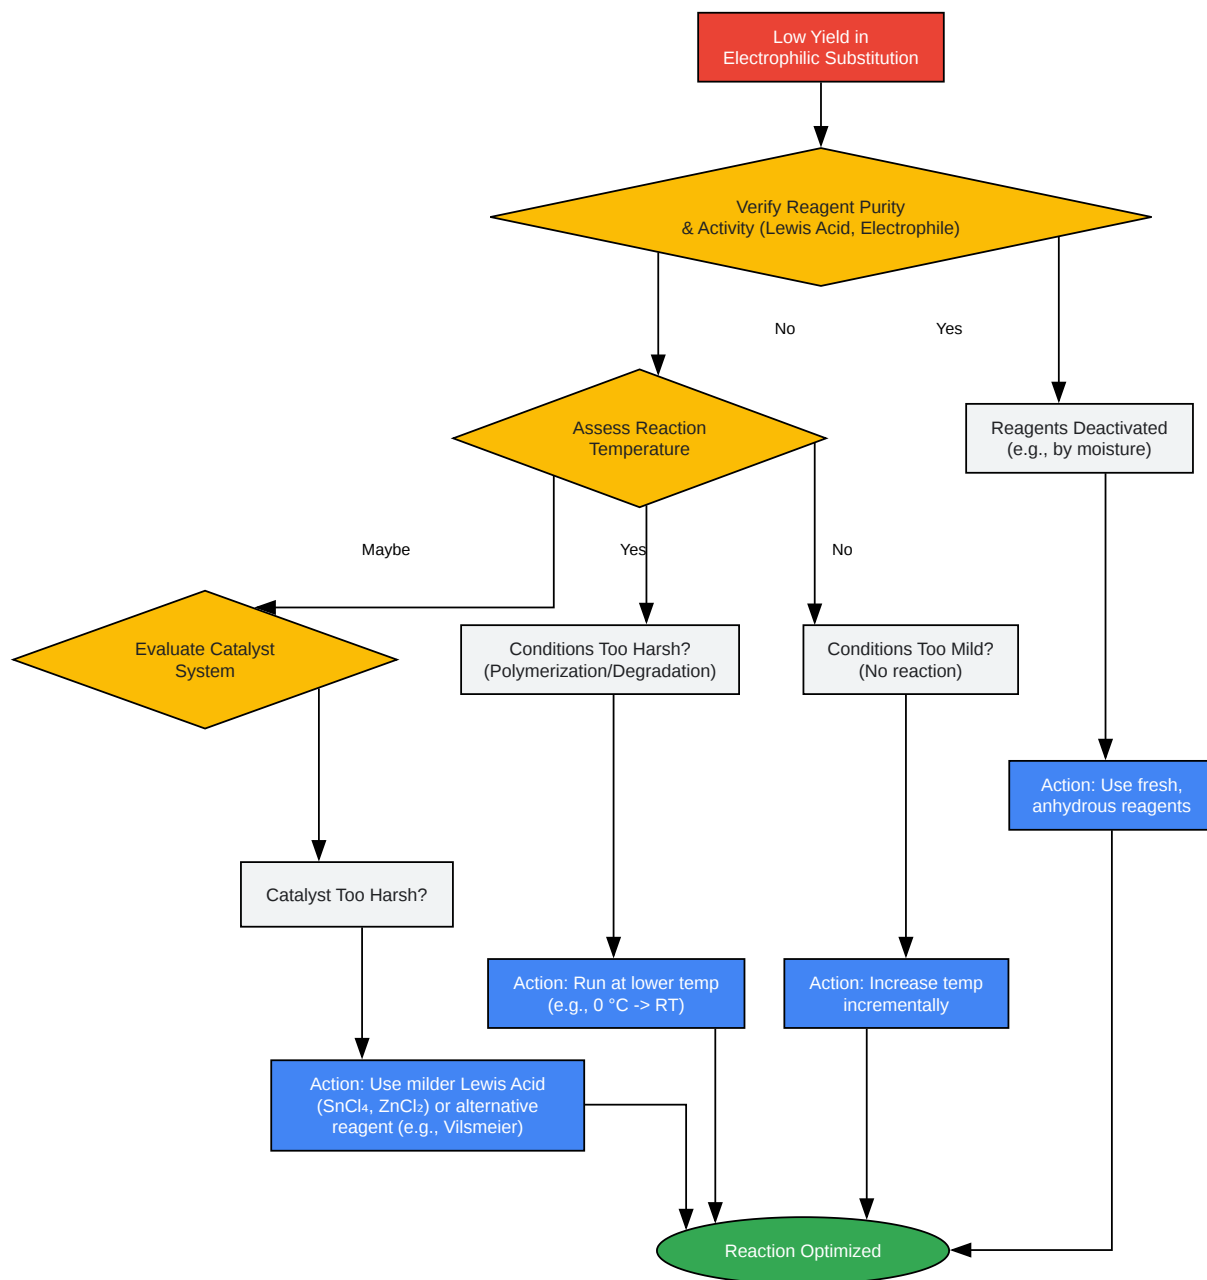 Low Yield in
Electrophilic Substitution
Verify Reagent Purity
& Activity (Lewis Acid, Electrophile)
No
Yes
Assess Reaction
Temperature
Reagents Deactivated
(e.g., by moisture)
Maybe
Yes
No
Evaluate Catalyst
System
Conditions Too Harsh?
(Polymerization/Degradation)
Conditions Too Mild?
(No reaction)
Action: Use fresh,
anhydrous reagents
Catalyst Too Harsh?
Action: Run at lower temp
(e.g., 0 °C -> RT)
Action: Increase temp
incrementally
Action: Use milder Lewis Acid
(SnCl₄, ZnCl₂) or alternative
reagent (e.g., Vilsmeier)
Reaction Optimized